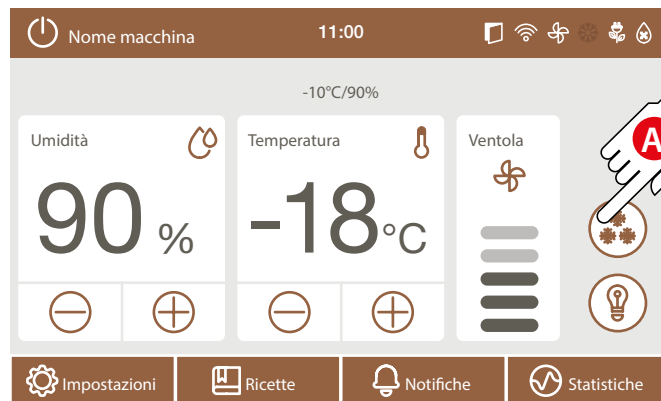 Nome macchina
11:00
-10°C/90%
Umidità
Temperatura
Ventola
90 %
-18°C
A
Impostazioni
Ricette
Notifiche
Statistiche